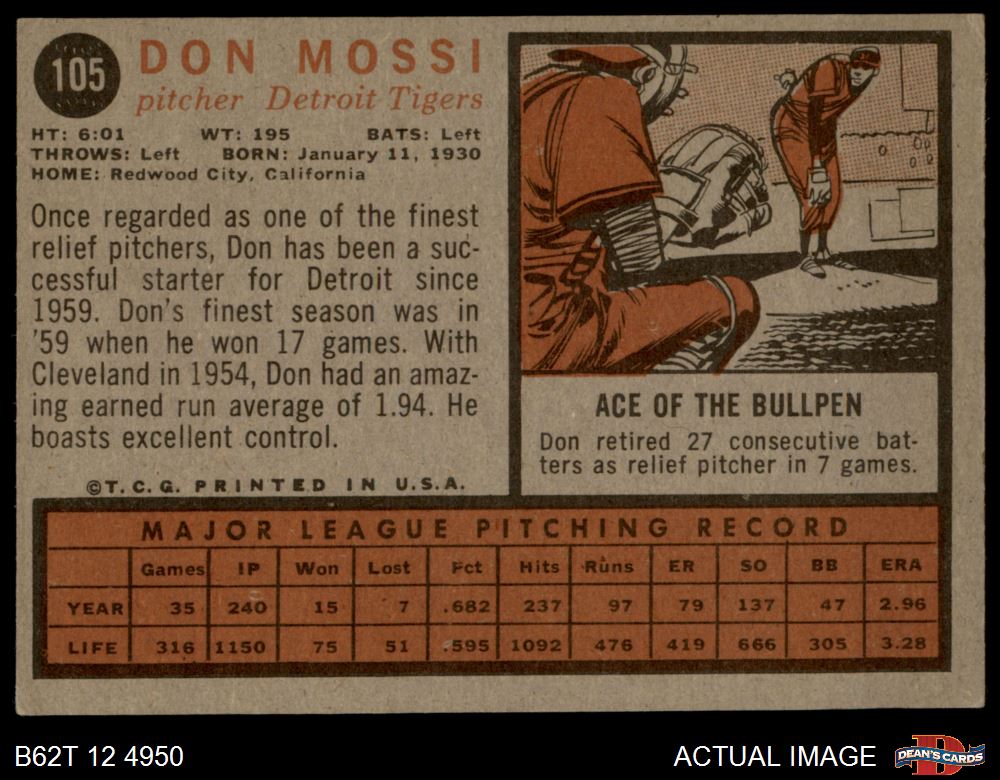 105
DON MOSSI
pitcher Detroit Tigers
HT: 6:01 WT: 195 BATS: Left
THROWS: Left BORN: January 11, 1930
HOME: Redwood City, California
Once regarded as one of the finest
relief pitchers, Don has been a suc-
cessful starter for Detroit since
1959. Don's finest season was in
'59 when he won 17 games. With
Cleveland in 1954, Don had an amaz-
ing earned run average of 1.94. He
boasts excellent control.
©T.C.G. PRINTED IN U.S.A.
ACE OF THE BULLPEN
Don retired 27 consecutive bat-
ters as relief pitcher in 7 games.
MAJOR LEAGUE PITCHING RECORD
Games IP Won Lost Pct Hits Runs ER SO BB ERA
YEAR 35 240 15 7 .682 237 97 79 137 47 2.96
LIFE 316 1150 75 51 .595 1092 476 419 666 305 3.28
B62T 12 4950
ACTUAL IMAGE
DEAN'S CARDS